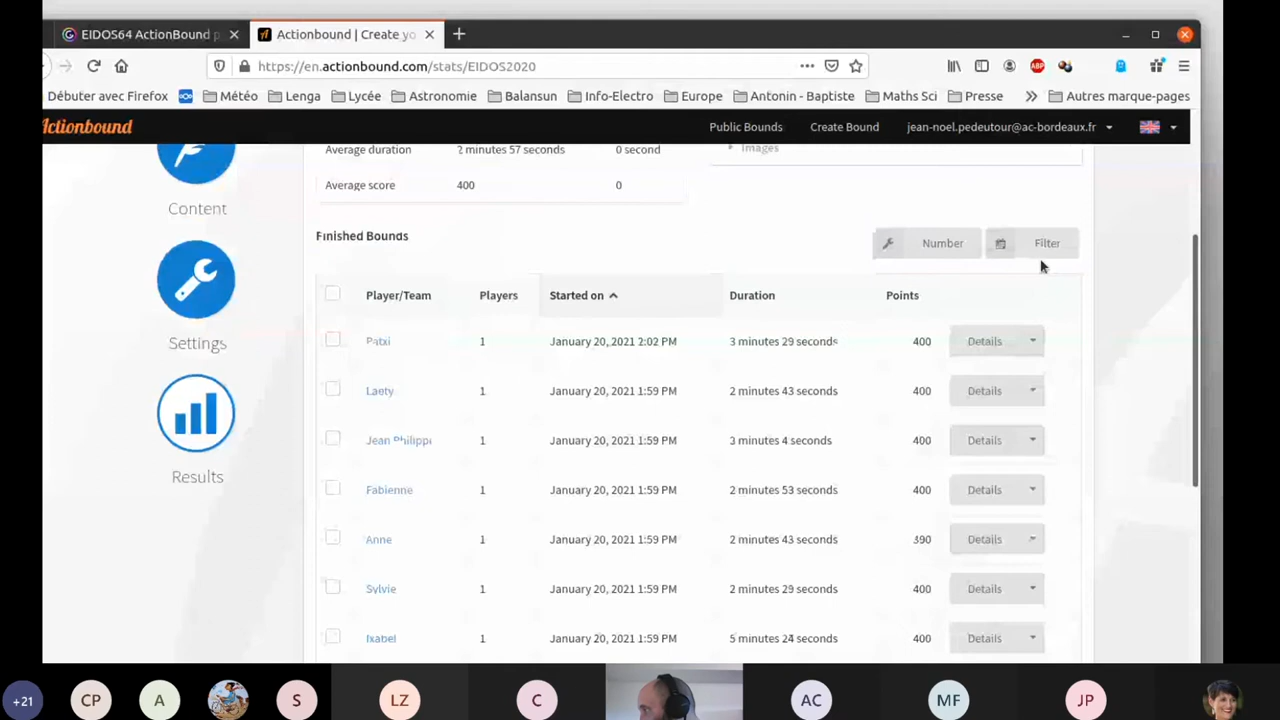 EIDOS64 ActionBound p
Actionbound | Create yo
https://en.actionbound.com/stats/EIDOS2020
Débuter avec Firefox Météo Lenga Lycée Astronomie Balansun Info-Electro Europe Antonin - Baptiste Maths Sci Presse Autres marque-pages
Actionbound Public Bounds Create Bound jean-noel.pedeutour@ac-bordeaux.fr
Average duration 2 minutes 57 seconds 0 second
Images
Average score 400 0
Content
Settings
Results
Finished Bounds Number Filter
Player/Team Players Started on Duration Points
Patxi 1 January 20, 2021 2:02 PM 3 minutes 29 seconds 400 Details
Laety 1 January 20, 2021 1:59 PM 2 minutes 43 seconds 400 Details
Jean Philippe 1 January 20, 2021 1:59 PM 3 minutes 4 seconds 400 Details
Fabienne 1 January 20, 2021 1:59 PM 2 minutes 53 seconds 400 Details
Anne 1 January 20, 2021 1:59 PM 2 minutes 43 seconds 390 Details
Sylvie 1 January 20, 2021 1:59 PM 2 minutes 29 seconds 400 Details
Ixabel 1 January 20, 2021 1:59 PM 5 minutes 24 seconds 400 Details
+21 CP A S LZ C AC MF JP